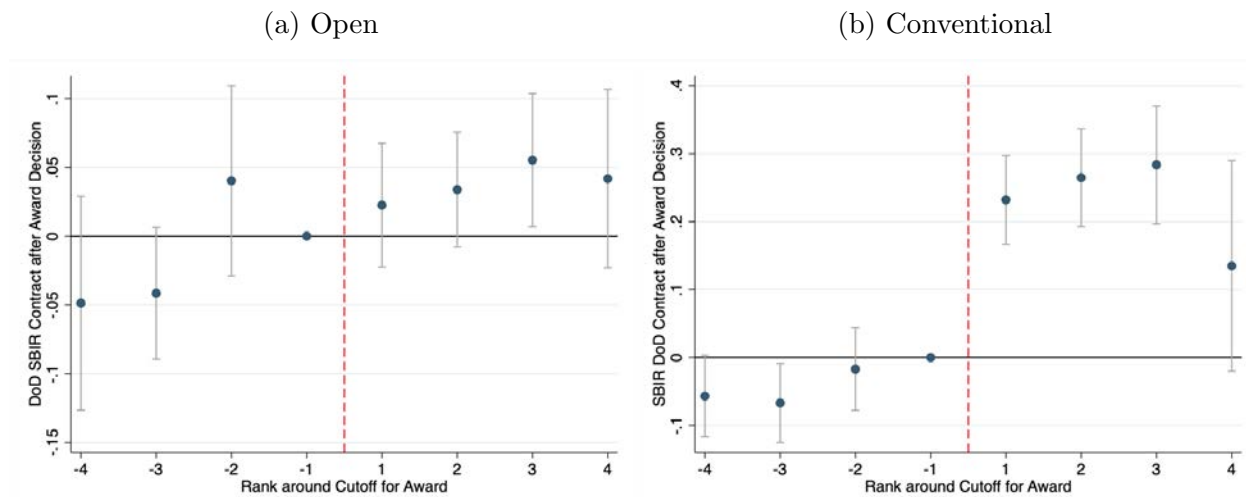 (a) Open
(b) Conventional
DoD SBIR Contract after Award Decision
.1
.05
0
-.05
-.1
-.15
-4 -3 -2 -1 1 2 3 4
Rank around Cutoff for Award
SBIR DoD Contract after Award Decision
.4
.3
.2
.1
0
-.1
-4 -3 -2 -1 1 2 3 4
Rank around Cutoff for Award